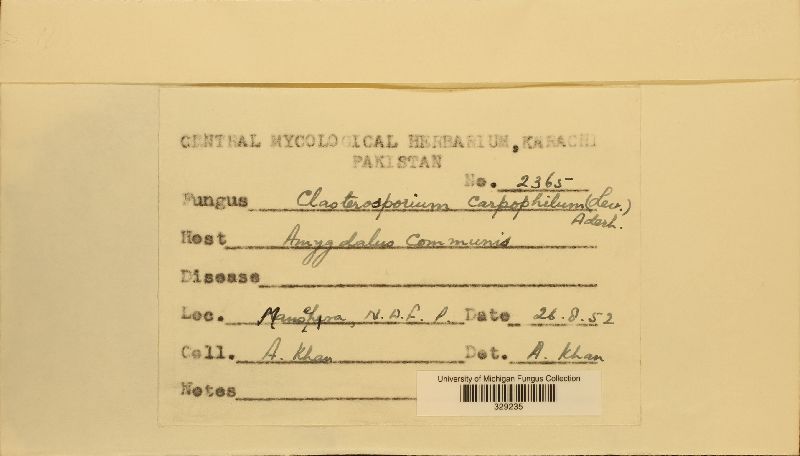 CENTRAL MYCOLOGICAL HERBARIUM, KARACHI
PAKISTAN
No. 2365
Fungus Clasterosporium carpophilum (Lev.)
Aderh.
Host Amygdalus communis
Disease
Loc. Mansehra, N.W.F.P. Date 26.8.52
Coll. A. Khan Det. A. Khan
Notes
University of Michigan Fungus Collection
329235